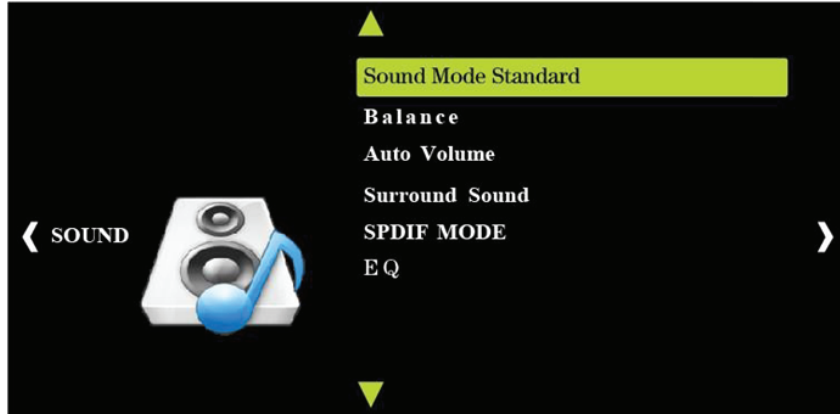 Sound Mode Standard
Balance
Auto Volume
Surround Sound
SOUND
SPDIF MODE
EQ